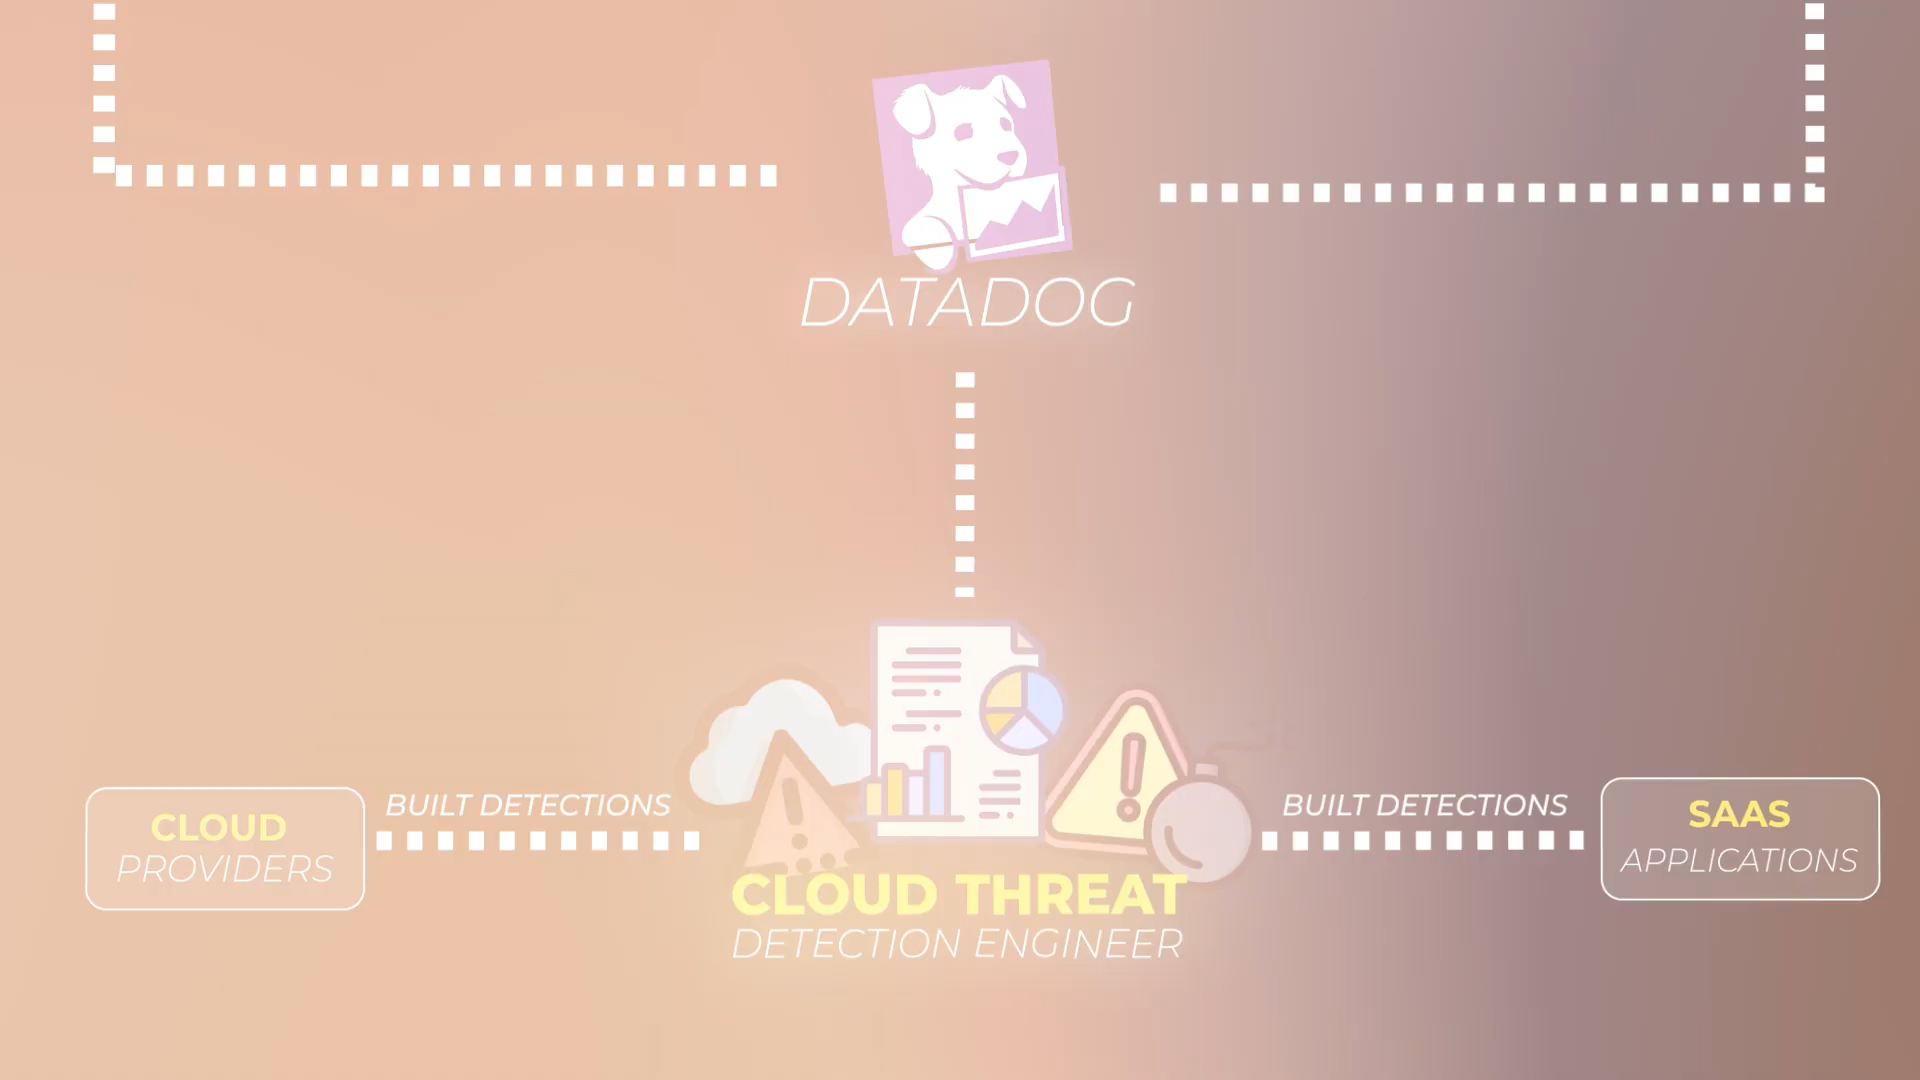 DATADOG
CLOUD
PROVIDERS
BUILT DETECTIONS
BUILT DETECTIONS
SAAS
APPLICATIONS
CLOUD THREAT
DETECTION ENGINEER